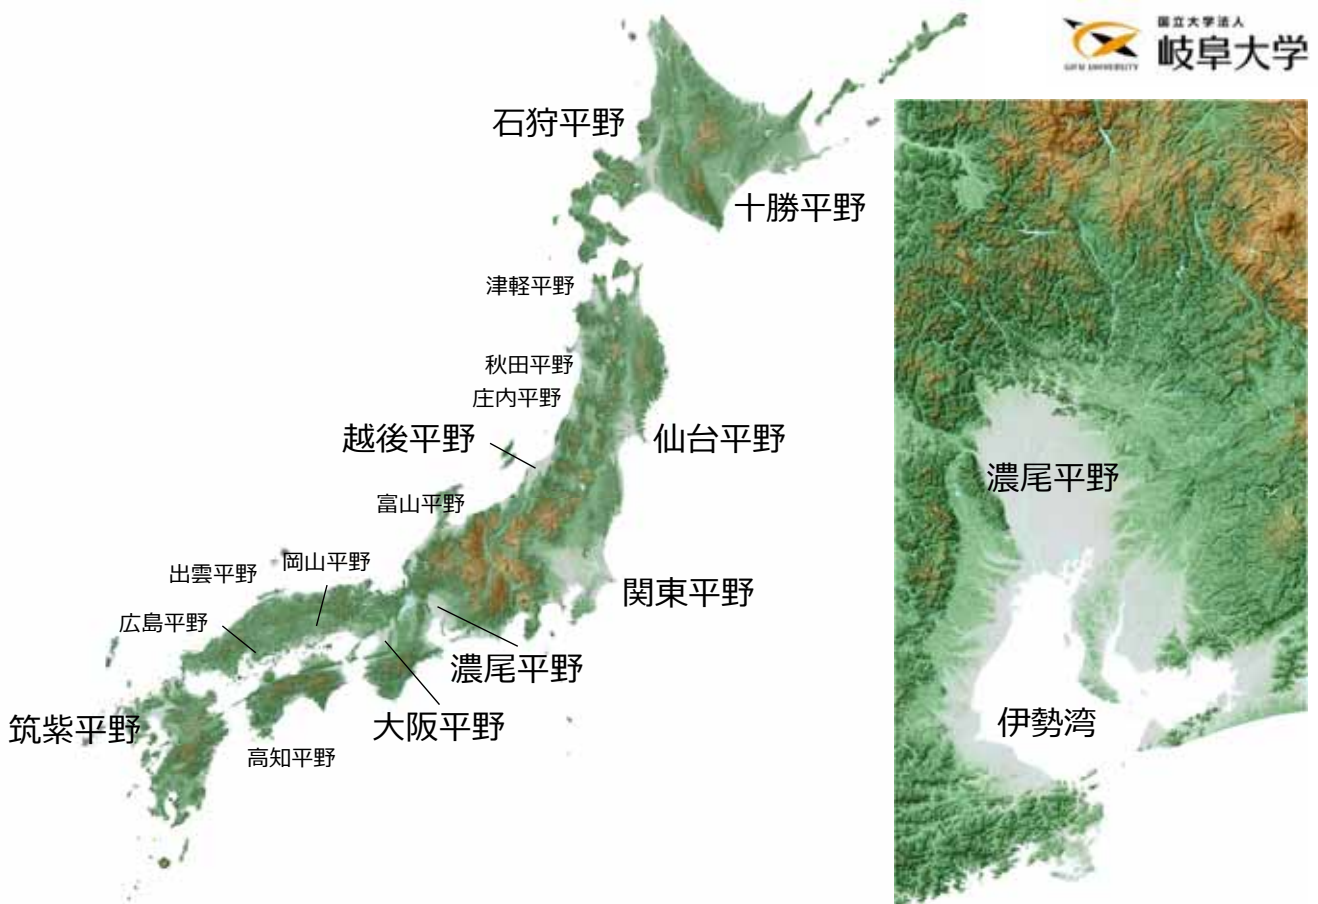 国立大学法人
岐阜大学
GIFU UNIVERSITY
石狩平野
十勝平野
津軽平野
秋田平野
庄内平野
越後平野
仙台平野
富山平野
岡山平野
出雲平野
関東平野
広島平野
濃尾平野
筑紫平野
大阪平野
高知平野
濃尾平野
伊勢湾